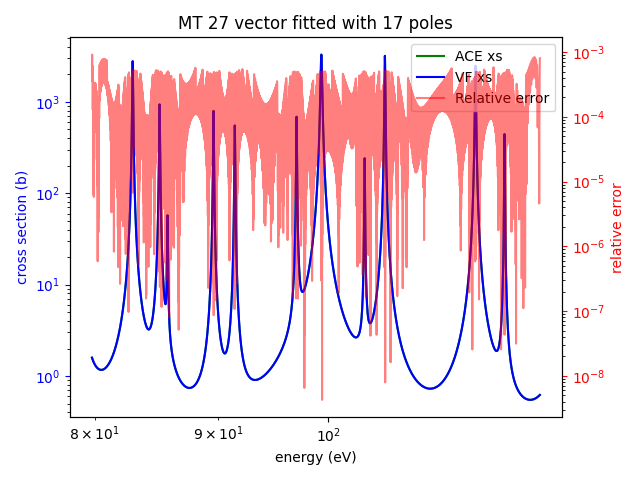 MT 27 vector fitted with 17 poles
ACE xs
VF xs
Relative error
cross section (b)
10³
10²
10¹
10⁰
relative error
10⁻³
10⁻⁴
10⁻⁵
10⁻⁶
10⁻⁷
10⁻⁸
8 × 10¹ 9 × 10¹ 10²
energy (eV)